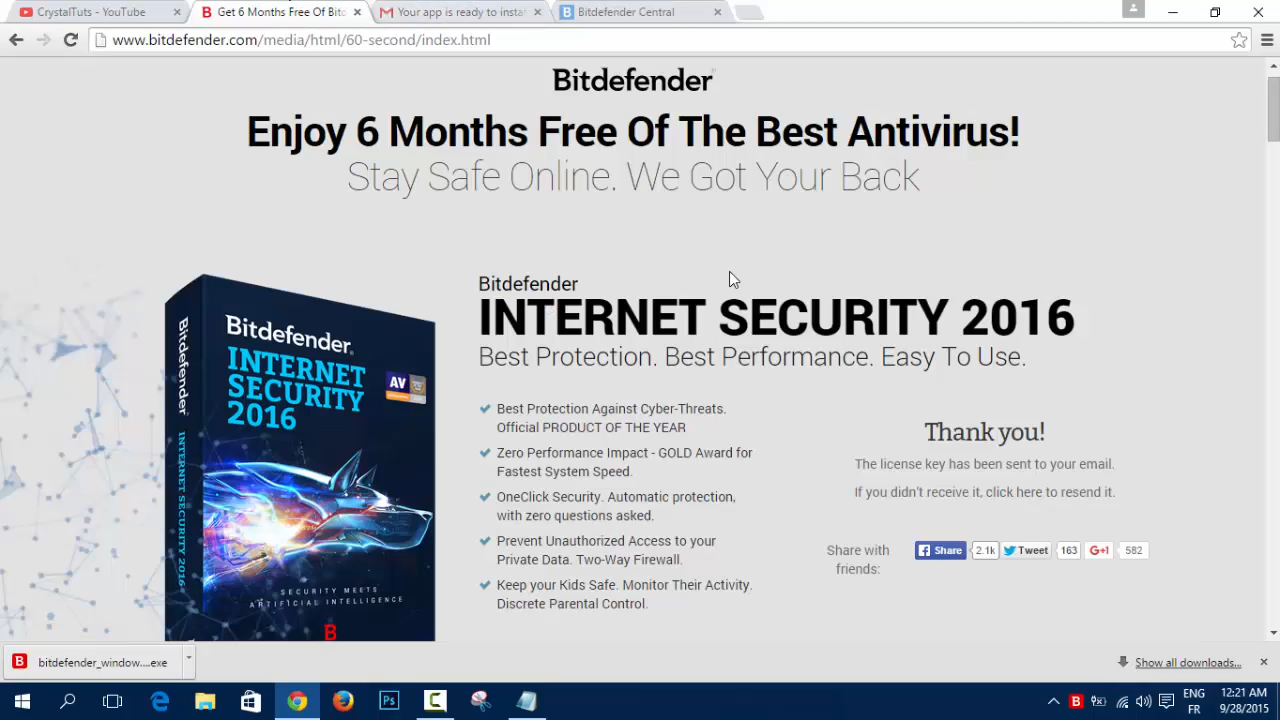 CrystalTuts - YouTube
Get 6 Months Free Of Bit
Your app is ready to insta
Bitdefender Central
www.bitdefender.com/media/html/60-second/index.html
Bitdefender
Enjoy 6 Months Free Of The Best Antivirus!
Stay Safe Online. We Got Your Back
Bitdefender
INTERNET SECURITY 2016
Best Protection. Best Performance. Easy To Use.
Best Protection Against Cyber-Threats.
Official PRODUCT OF THE YEAR
Zero Performance Impact - GOLD Award for
Fastest System Speed.
OneClick Security. Automatic protection,
with zero questions asked.
Prevent Unauthorized Access to your
Private Data. Two-Way Firewall.
Keep your Kids Safe. Monitor Their Activity.
Discrete Parental Control.
Thank you!
The license key has been sent to your email.
If you didn't receive it, click here to resend it.
Share with
friends:
Share
2.1k
Tweet
163
G+1
582
Bitdefender
INTERNET SECURITY 2016
Bitdefender
INTERNET
SECURITY
2016
AV
SECURITY MEETS
ARTIFICIAL INTELLIGENCE
B
bitdefender_window....exe
Show all downloads...
Ps
ENG
FR
12:21 AM
9/28/2015